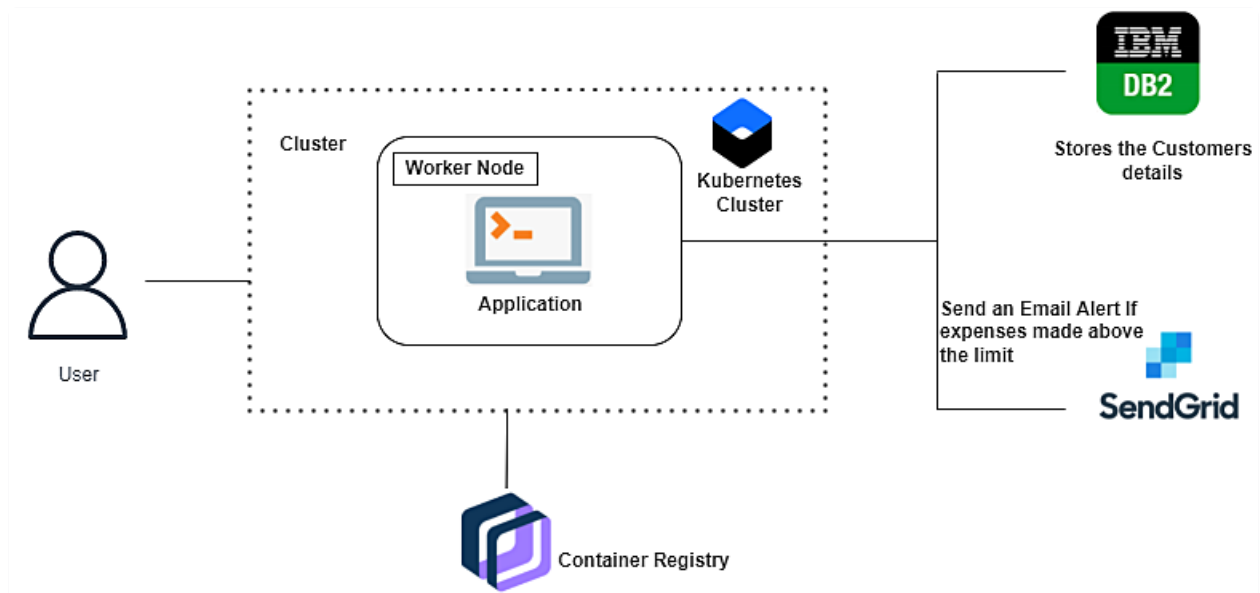 IBM
DB2
Stores the Customers
details
Cluster
Worker Node
Kubernetes
Cluster
Application
User
Send an Email Alert If
expenses made above
the limit
SendGrid
Container Registry